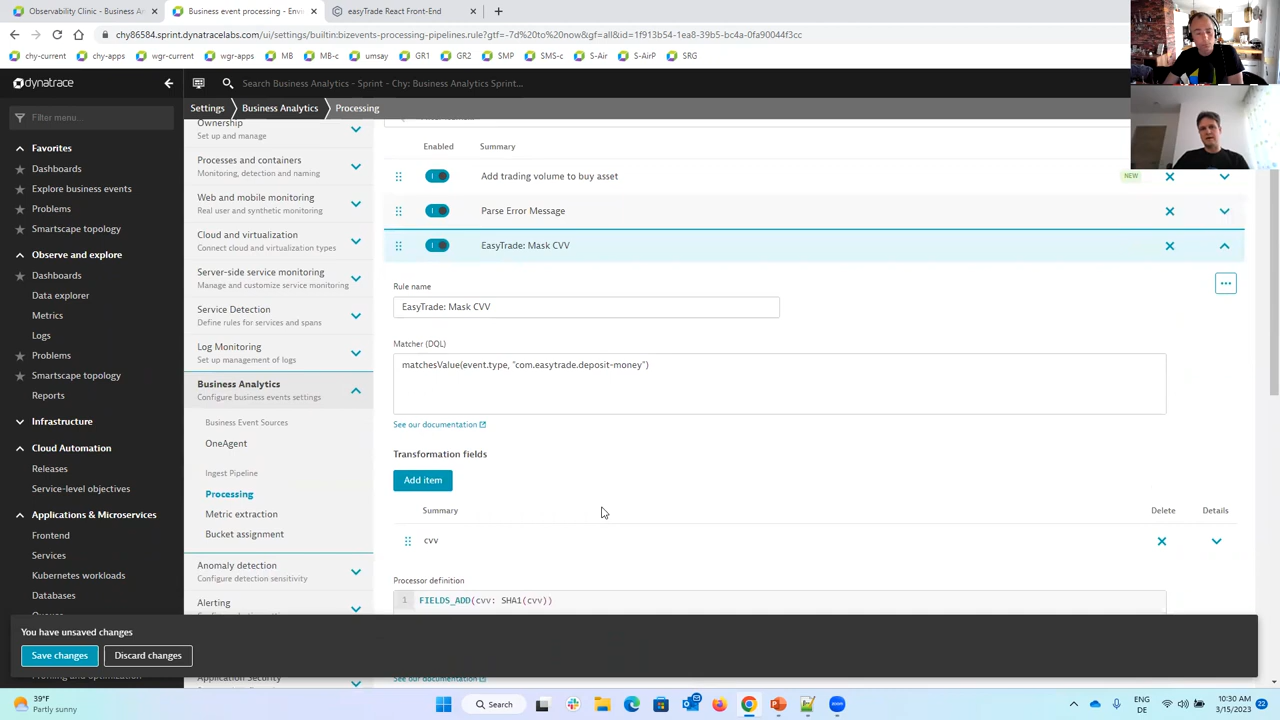 Observability Clinic: Business An
Business event processing - Envi
easyTrade React Front-End
chy86584.sprint.dynatracelabs.com/ui/settings/builtin:bizevents-processing-pipelines.rule?gtf=-7d%20to%20now&gf=all&id=1f913b54-1ea8-39b5-bc4a-0fa90044f3cc
chy-current
chy-apps
wgr-current
wgr-apps
MB
MB-c
umsay
GR1
GR2
SMP
SMP-c
S-Air
S-AirP
SRG
dynatrace
Search Business Analytics - Sprint - Chy: Business Analytics Sprint...
Filter menu...
Favorites
Dashboards
Explore business events
Problems
Smartscape topology
Observe and explore
Dashboards
Data explorer
Metrics
Logs
Problems
Smartscape topology
Reports
Infrastructure
Cloud Automation
Releases
Service-level objectives
Applications & Microservices
Frontend
Services
Kubernetes workloads
Databases
Settings
Business Analytics
Processing
Ownership
Set up and manage
Processes and containers
Monitoring, detection and naming
Web and mobile monitoring
Real user and synthetic monitoring
Cloud and virtualization
Connect cloud and virtualization types
Server-side service monitoring
Manage and customize service monitoring
Service Detection
Define rules for services and spans
Log Monitoring
Set up management of logs
Business Analytics
Configure business events settings
Business Event Sources
OneAgent
Ingest Pipeline
Processing
Metric extraction
Bucket assignment
Anomaly detection
Configure detection sensitivity
Alerting
Enabled
Summary
Add trading volume to buy asset
NEW
Parse Error Message
EasyTrade: Mask CVV
Rule name
EasyTrade: Mask CVV
Matcher (DQL)
matchesValue(event.type, "com.easytrade.deposit-money")
See our documentation
Transformation fields
Add item
Summary
Delete
Details
cvv
Processor definition
1 FIELDS_ADD(cvv: SHA1(cvv))
You have unsaved changes
Save changes
Discard changes
39°F
Partly sunny
Search
ENG
DE
10:30 AM
3/15/2023
22